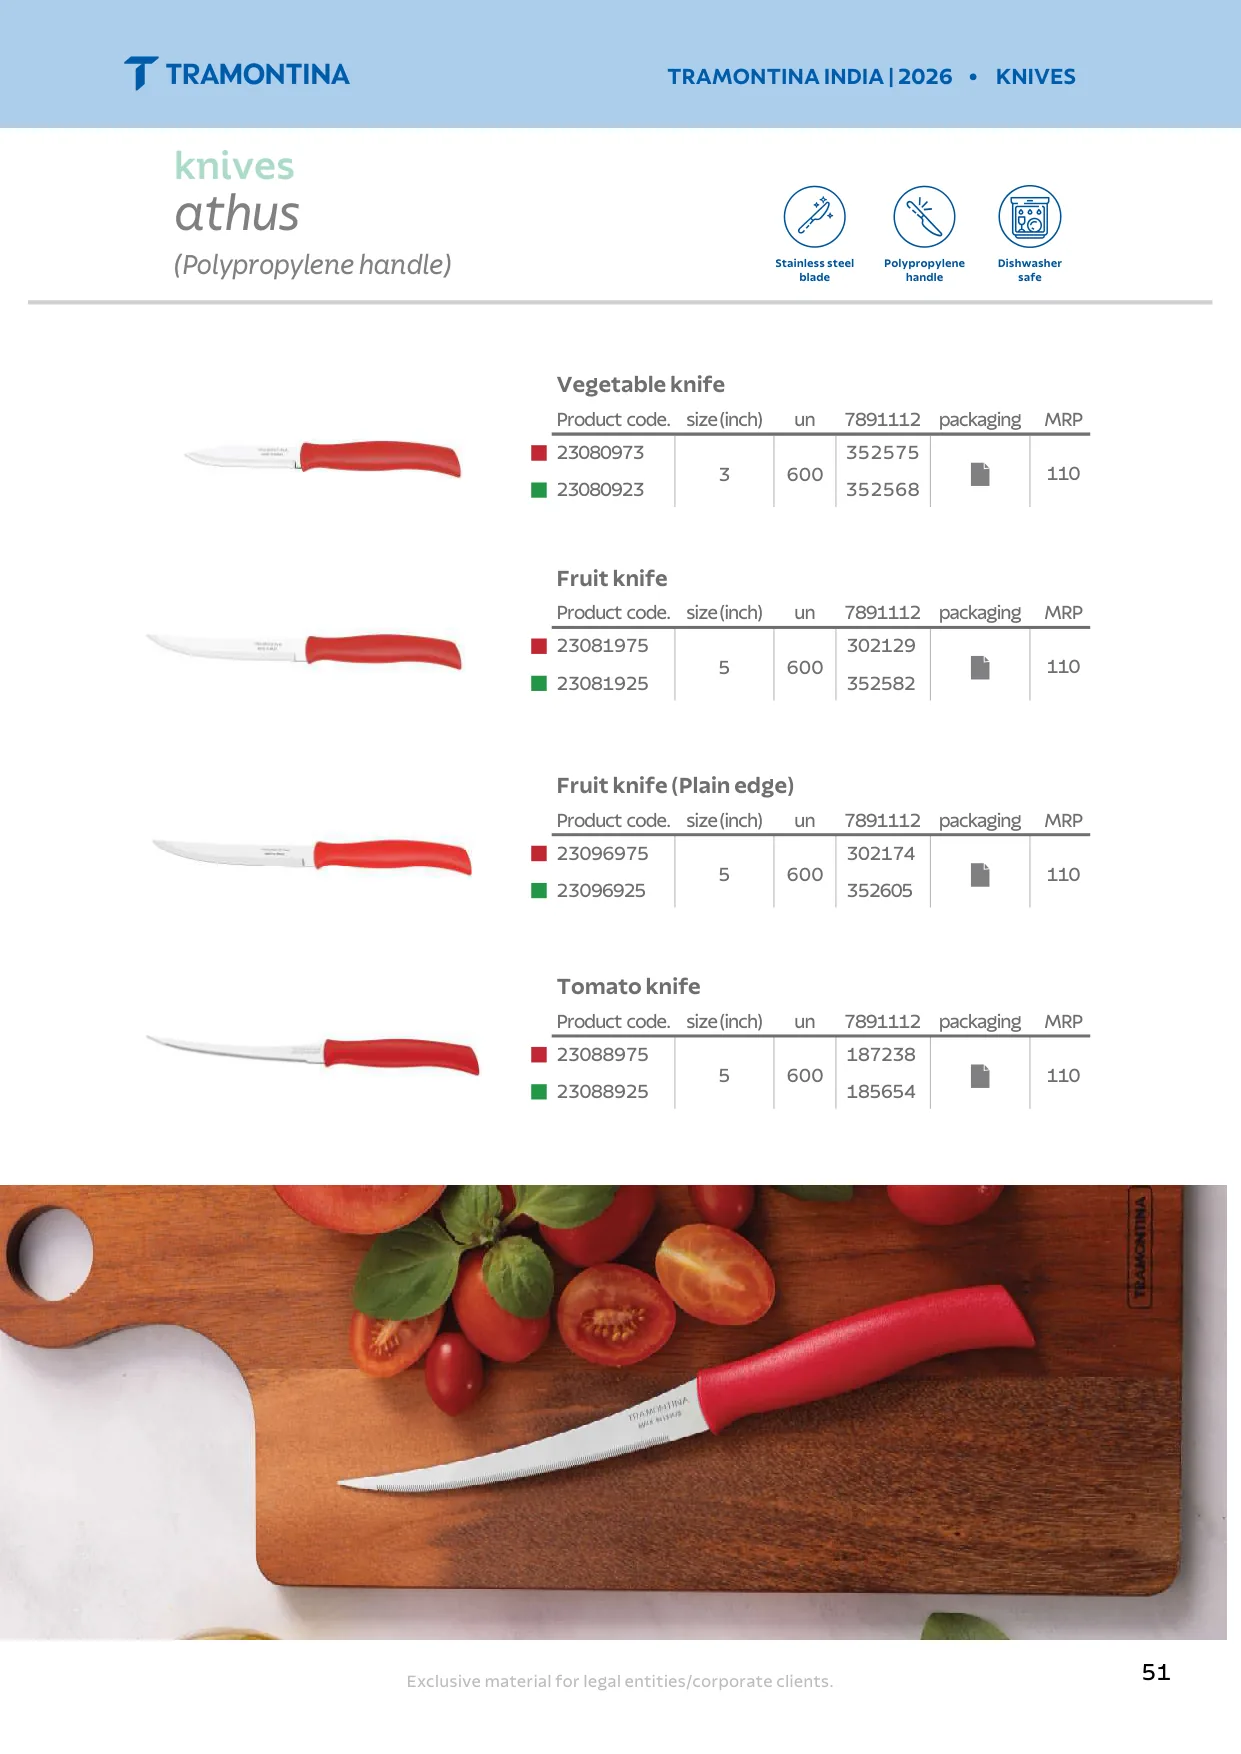 TRAMONTINA
TRAMONTINA INDIA | 2026 • KNIVES
knives
athus
(Polypropylene handle)
Stainless steel blade
Polypropylene handle
Dishwasher safe
Vegetable knife
Product code. size (inch) un 7891112 packaging MRP
23080973 3 600 352575 110
23080923 352568
Fruit knife
Product code. size (inch) un 7891112 packaging MRP
23081975 5 600 302129 110
23081925 352582
Fruit knife (Plain edge)
Product code. size (inch) un 7891112 packaging MRP
23096975 5 600 302174 110
23096925 352605
Tomato knife
Product code. size (inch) un 7891112 packaging MRP
23088975 5 600 187238 110
23088925 185654
TRAMONTINA
TRAMONTINA
Exclusive material for legal entities/corporate clients.
51